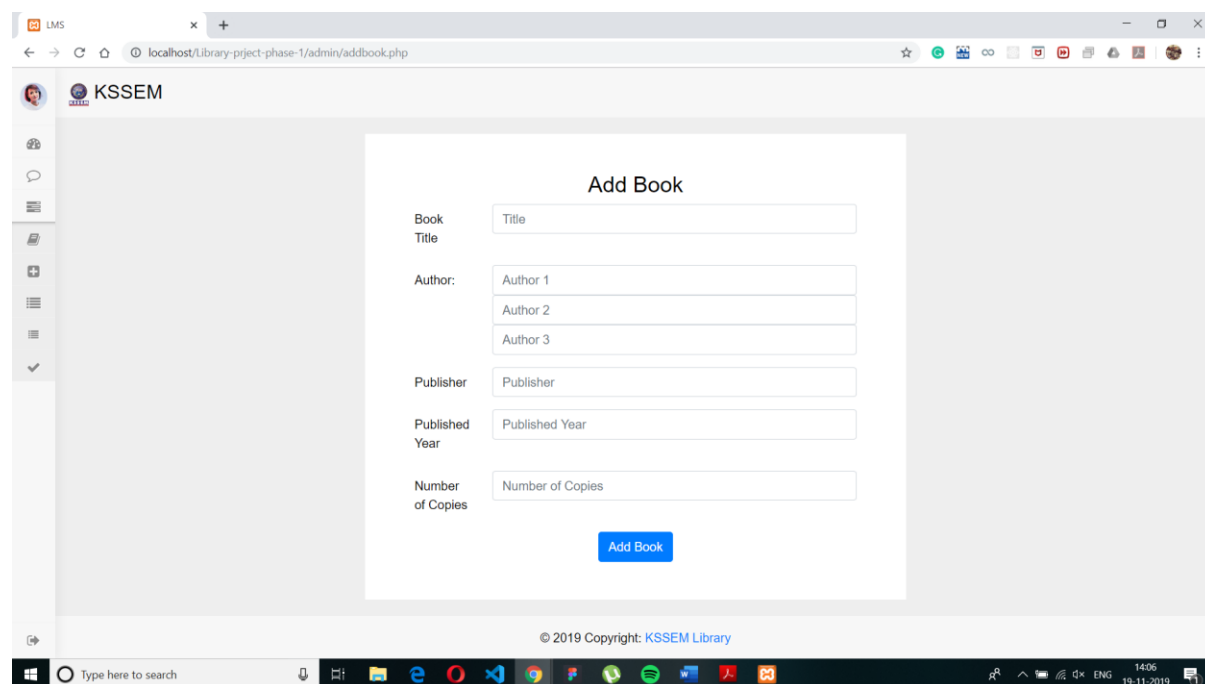 LMS
localhost/Library-prject-phase-1/admin/addbook.php
KSSEM
Add Book
Book
Title
Title
Author:
Author 1
Author 2
Author 3
Publisher
Publisher
Published
Year
Published Year
Number
of Copies
Number of Copies
Add Book
© 2019 Copyright: KSSEM Library
Type here to search
ENG
14:06
19-11-2019